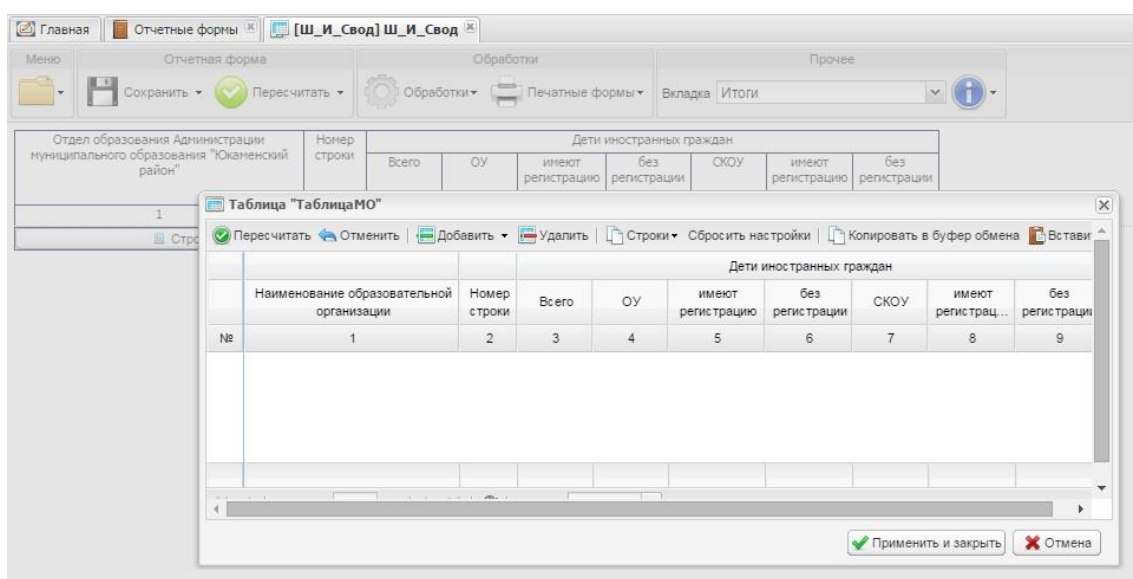 Главная Отчетные формы [Ш_И_Свод] Ш_И_Свод
Меню Отчетная форма Обработки Прочее
Сохранить Пересчитать Обработки Печатные формы Вкладка Итоги
Отдел образования Администрации муниципального образования "Юкаменский район"
Номер строки
Дети иностранных граждан
Всего ОУ имеют регистрацию без регистрации СКОУ имеют регистрацию без регистрации
1
Таблица "ТаблицаМО"
Пересчитать Отменить Добавить Удалить Строки Сбросить настройки Копировать в буфер обмена Встави
Дети иностранных граждан
Наименование образовательной организации
Номер строки
Всего ОУ имеют регистрацию без регистрации СКОУ имеют регистрац... без регистрации
№ 1 2 3 4 5 6 7 8 9
Применить и закрыть Отмена